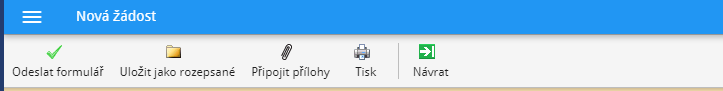 Nová žádost
Odeslat formulář Uložit jako rozepsané Připojit přílohy Tisk Návrat